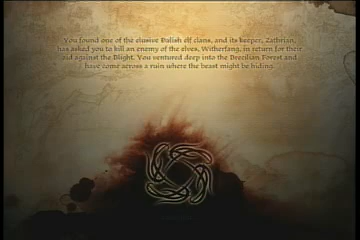 You found one of the elusive Dalish elf clans, and its keeper, Zathrian,
has asked you to kill an enemy of the elves, Witherfang, in return for their
aid against the Blight. You ventured deep into the Brecilian Forest and
have come across a ruin where the beast might be hiding.